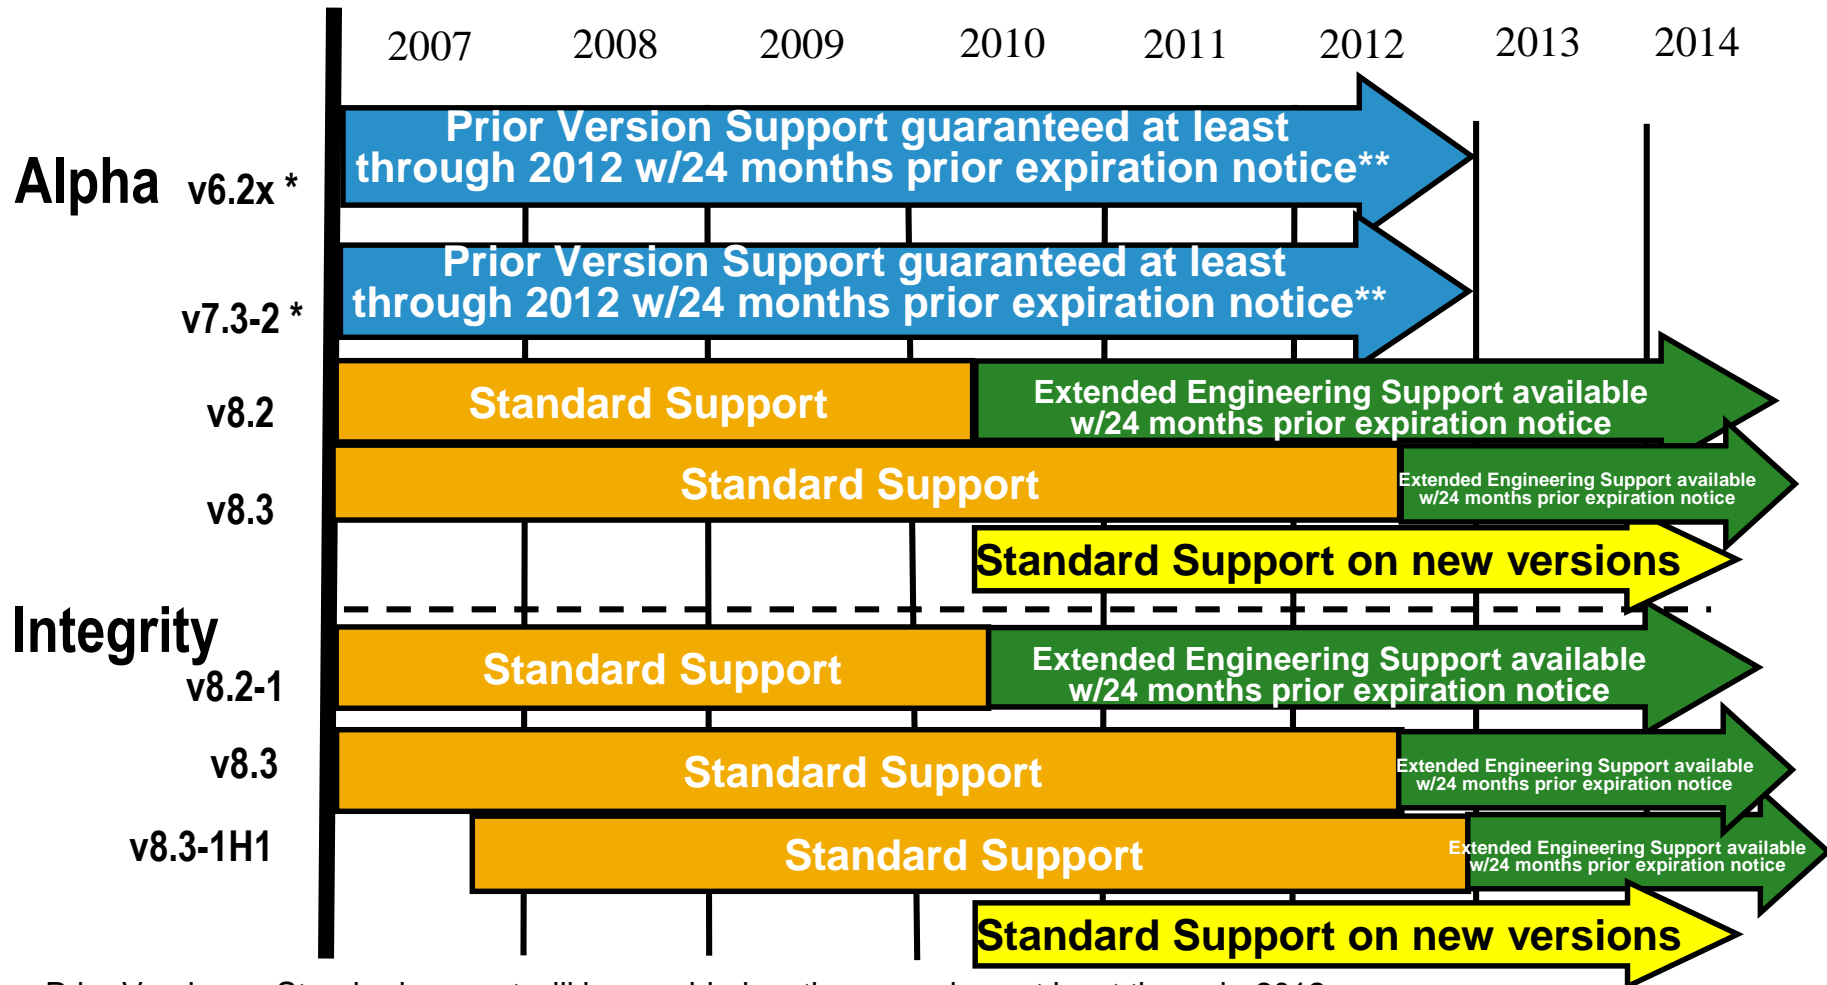 2007 2008 2009 2010 2011 2012 2013 2014
Alpha
v6.2x *
Prior Version Support guaranteed at least
through 2012 w/24 months prior expiration notice**
v7.3-2 *
Prior Version Support guaranteed at least
through 2012 w/24 months prior expiration notice**
v8.2
Standard Support
Extended Engineering Support available
w/24 months prior expiration notice
v8.3
Standard Support
Extended Engineering Support available
w/24 months prior expiration notice
Standard Support on new versions
Integrity
v8.2-1
Standard Support
Extended Engineering Support available
w/24 months prior expiration notice
v8.3
Standard Support
Extended Engineering Support available
w/24 months prior expiration notice
v8.3-1H1
Standard Support
Extended Engineering Support available
w/24 months prior expiration notice
Standard Support on new versions